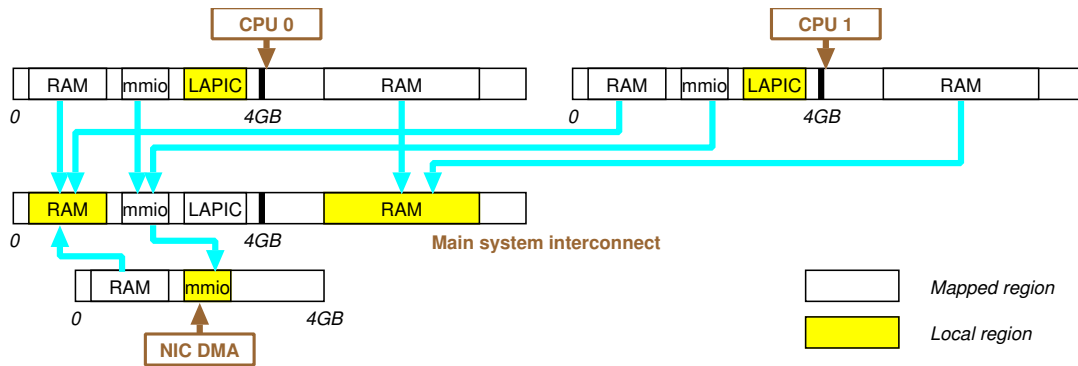 CPU 0
CPU 1
RAM mmio LAPIC RAM
RAM mmio LAPIC RAM
0 4GB
0 4GB
RAM mmio LAPIC RAM
0 4GB
Main system interconnect
RAM mmio
0 4GB
NIC DMA
Mapped region
Local region